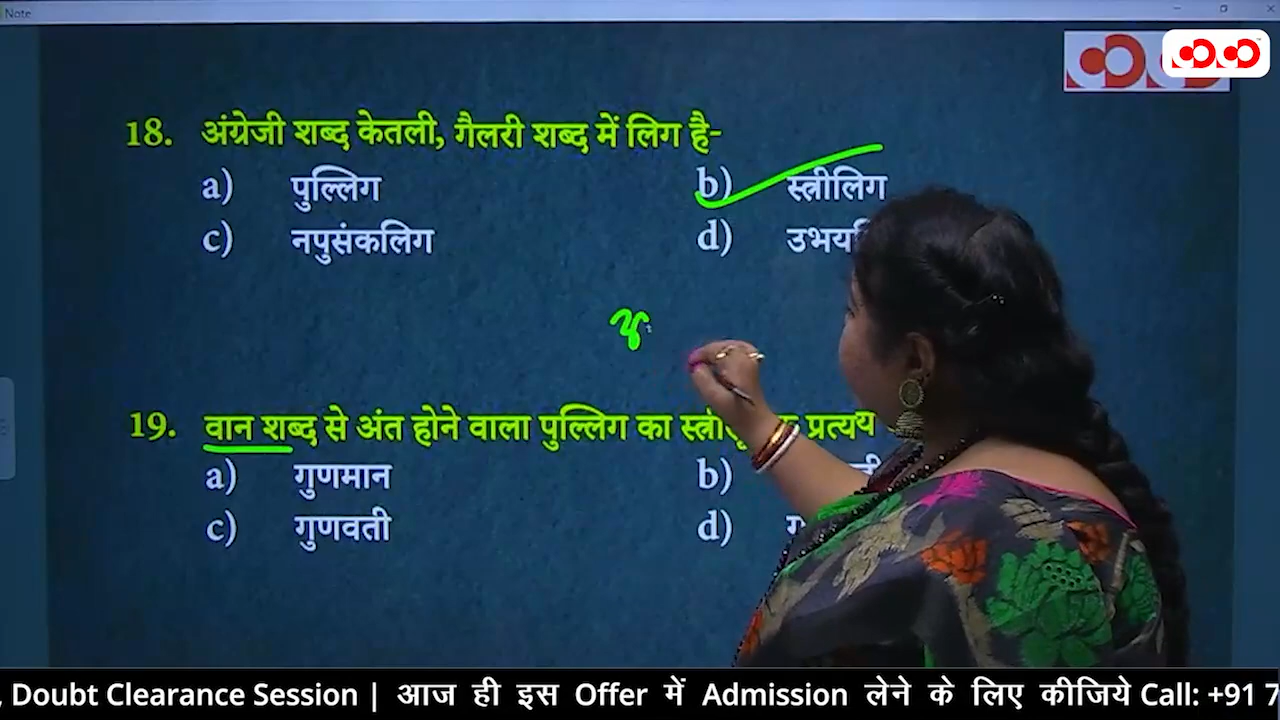 Note
18. अंग्रेजी शब्द केतली, गैलरी शब्द में लिग है-
a) पुल्लिग b) स्त्रीलिग
c) नपुसंकलिग d)
19. वान शब्द से अंत होने वाला पुल्लिग का प्रत्यय
a) गुणमान b)
c) गुणवती d)
, Doubt Clearance Session | आज ही इस Offer में Admission लेने के लिए कीजिये Call: +91 7